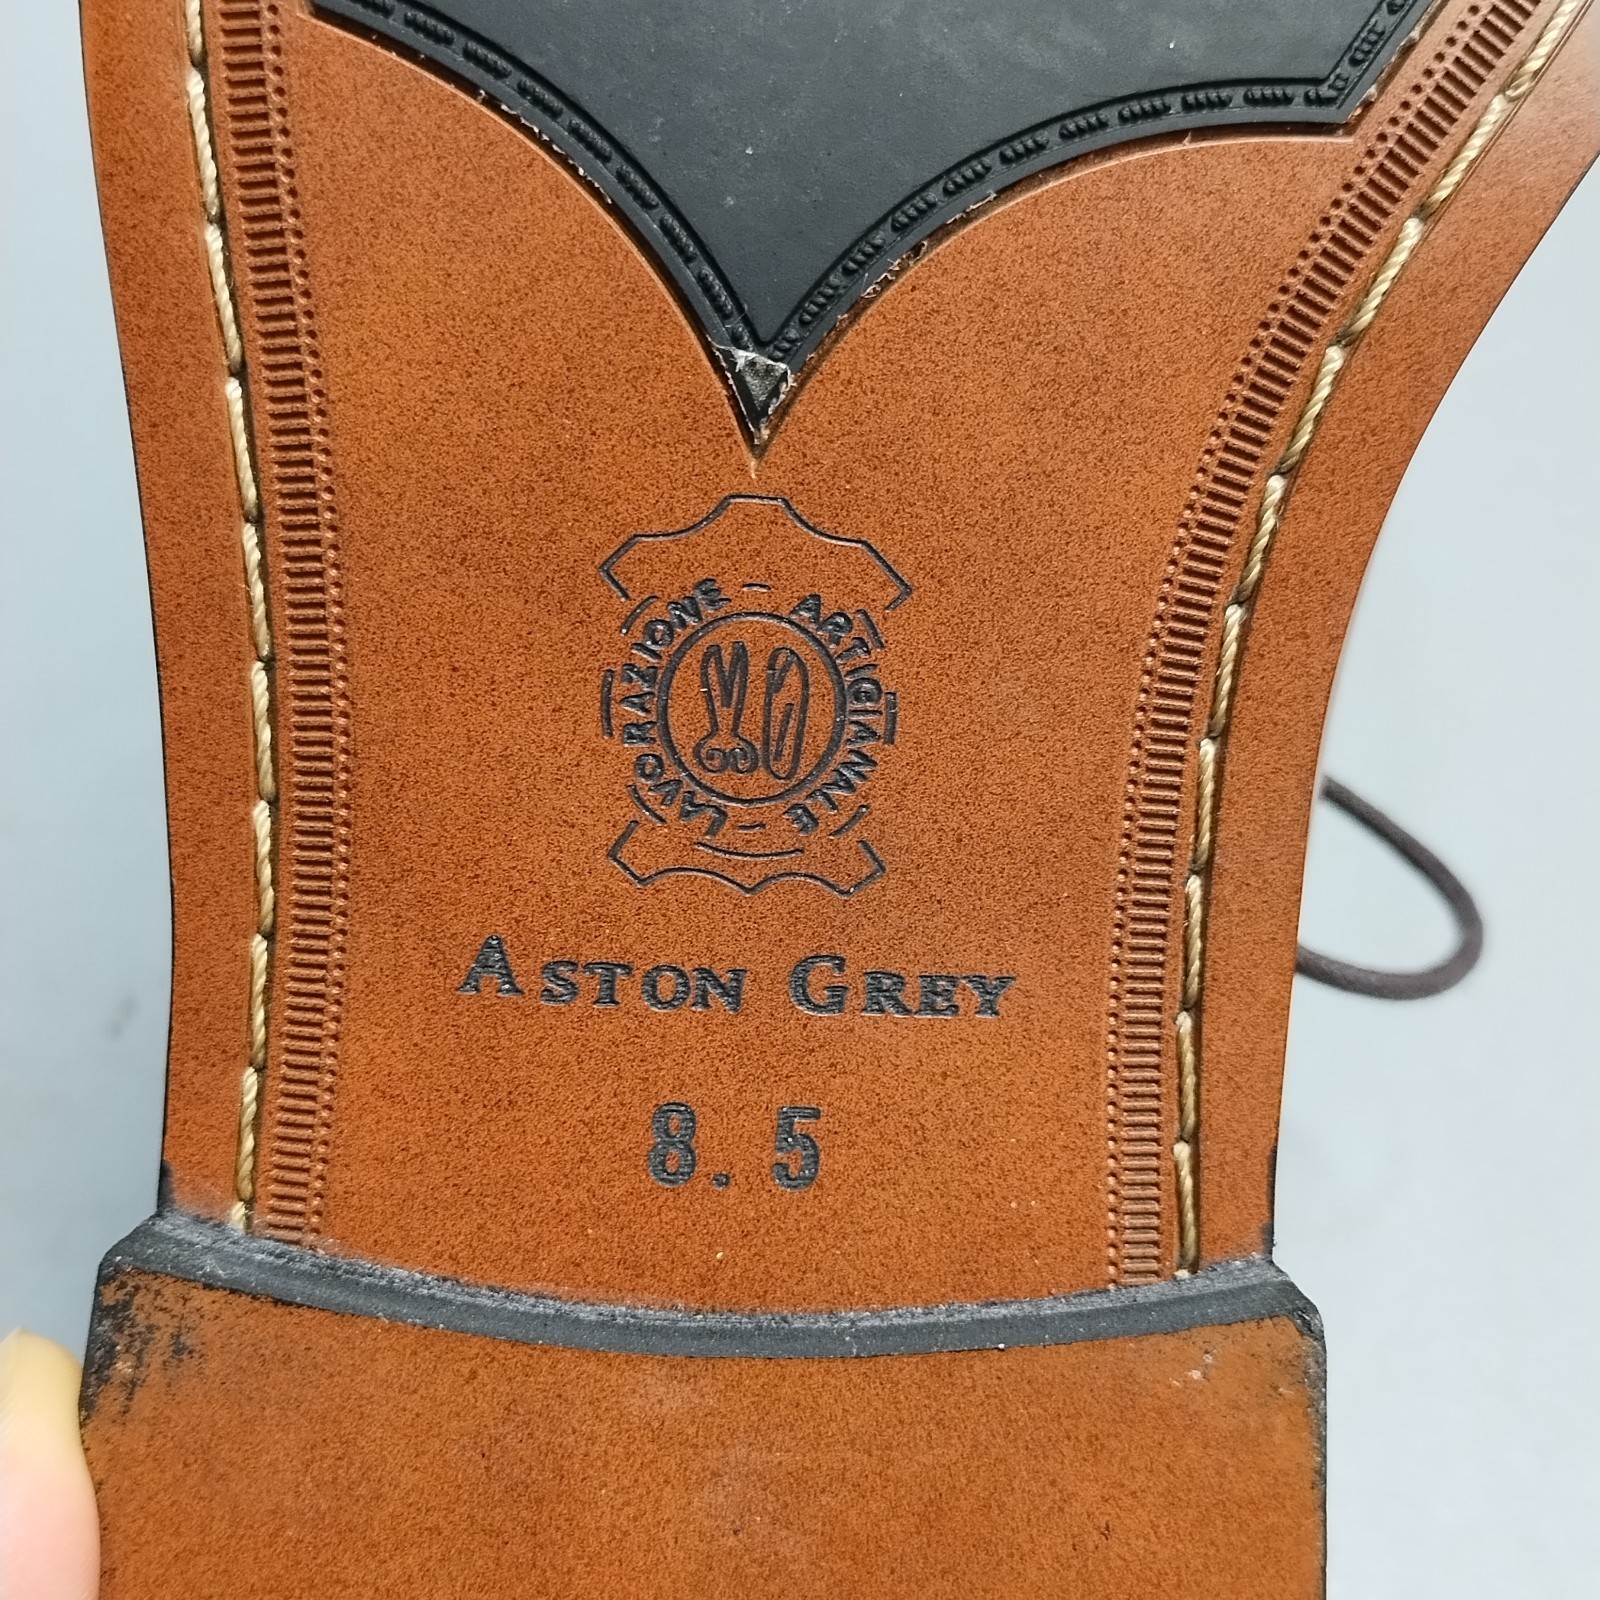 LAVORAZIONE - ARTIGIANALE -
ASTON GREY
8.5